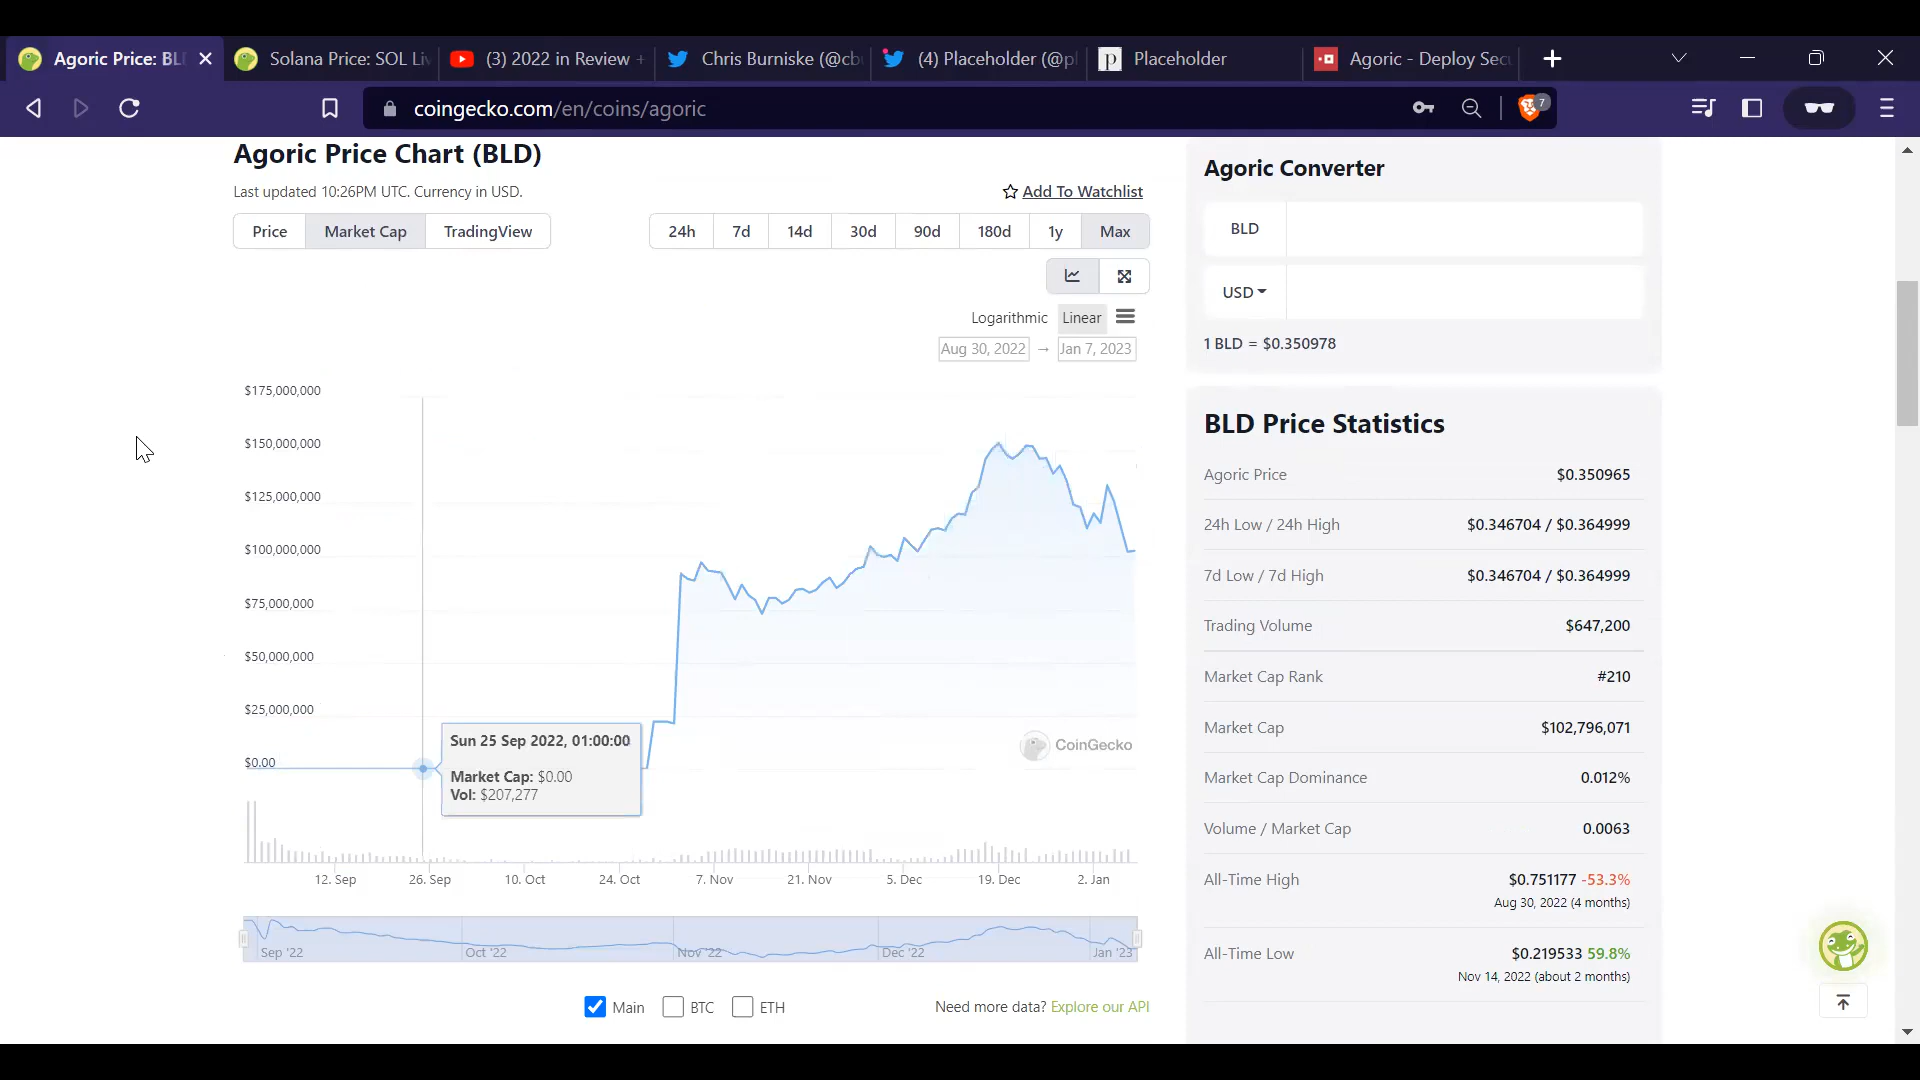 Agoric Price: BL
Solana Price: SOL Li
(3) 2022 in Review +
Chris Burniske (@cb
(4) Placeholder (@pl
Placeholder
Agoric - Deploy Sec
coingecko.com/en/coins/agoric
7
Agoric Price Chart (BLD)
Last updated 10:26PM UTC. Currency in USD.
Add To Watchlist
Price
Market Cap
TradingView
24h
7d
14d
30d
90d
180d
1y
Max
Logarithmic
Linear
Aug 30, 2022 → Jan 7, 2023
$175,000,000
$150,000,000
$125,000,000
$100,000,000
$75,000,000
$50,000,000
$25,000,000
$0.00
Sun 25 Sep 2022, 01:00:00
Market Cap: $0.00
Vol: $207,277
CoinGecko
12. Sep
26. Sep
10. Oct
24. Oct
7. Nov
21. Nov
5. Dec
19. Dec
2. Jan
Sep '22
Oct '22
Nov '22
Dec '22
Jan '23
Main
BTC
ETH
Need more data? Explore our API
Agoric Converter
BLD
USD
1 BLD = $0.350978
BLD Price Statistics
Agoric Price
$0.350965
24h Low / 24h High
$0.346704 / $0.364999
7d Low / 7d High
$0.346704 / $0.364999
Trading Volume
$647,200
Market Cap Rank
#210
Market Cap
$102,796,071
Market Cap Dominance
0.012%
Volume / Market Cap
0.0063
All-Time High
$0.751177 -53.3%
Aug 30, 2022 (4 months)
All-Time Low
$0.219533 59.8%
Nov 14, 2022 (about 2 months)